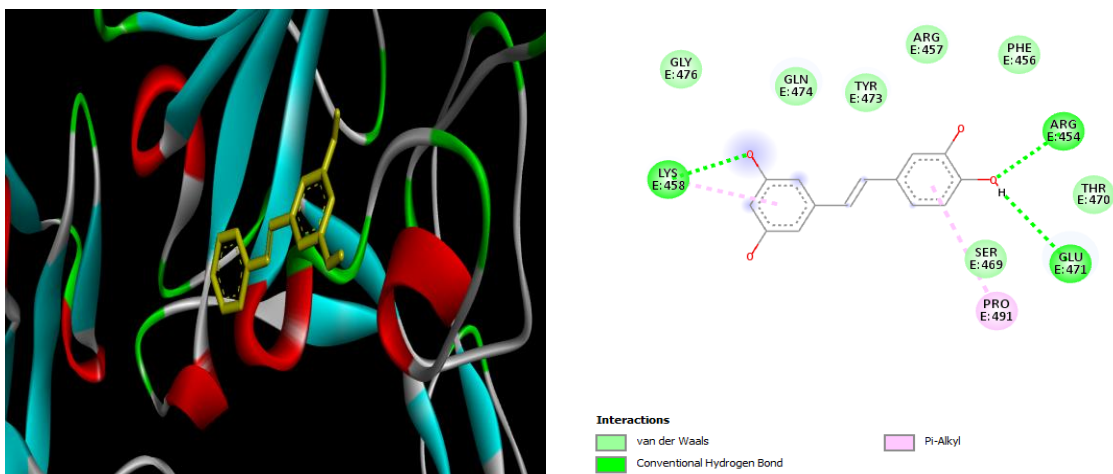 ARG
E:457
PHE
E:456
GLY
E:476
GLN
E:474
TYR
E:473
ARG
E:454
O
O
LYS
E:458
O
H
THR
E:470
O
SER
E:469
GLU
E:471
PRO
E:491
Interactions
van der Waals
Pi-Alkyl
Conventional Hydrogen Bond